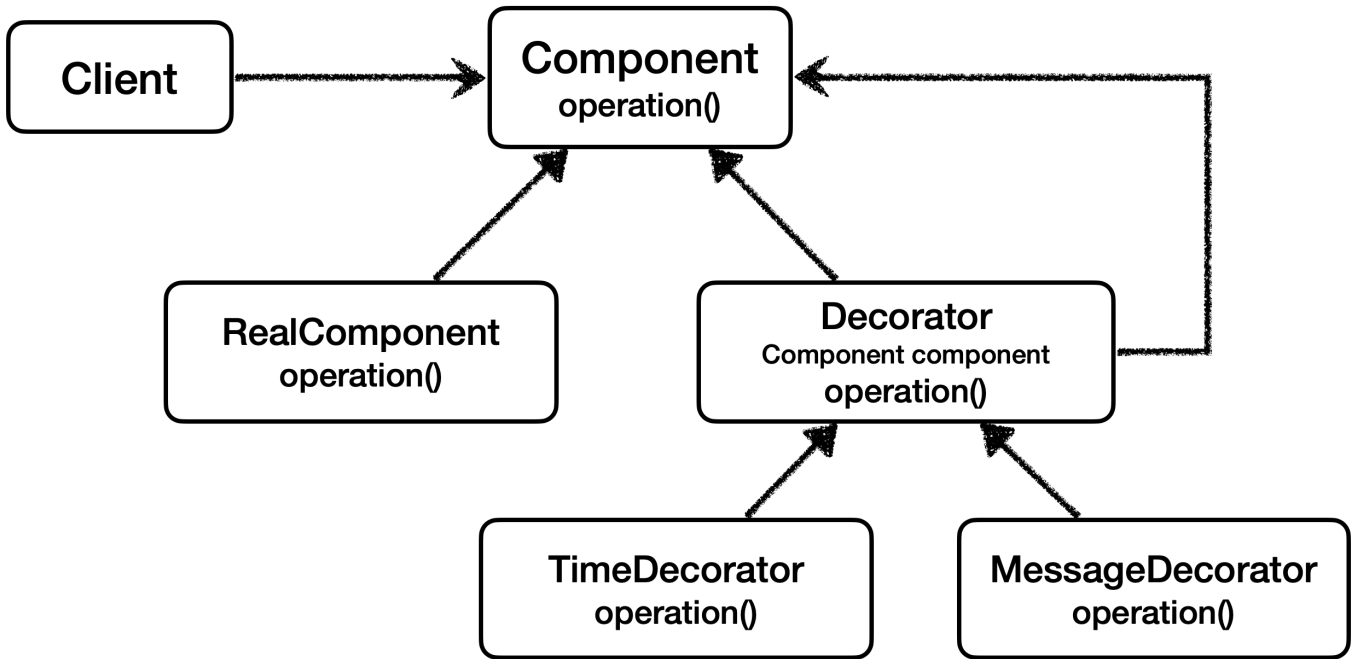 Client
Component
operation()
RealComponent
operation()
Decorator
Component component
operation()
TimeDecorator
operation()
MessageDecorator
operation()